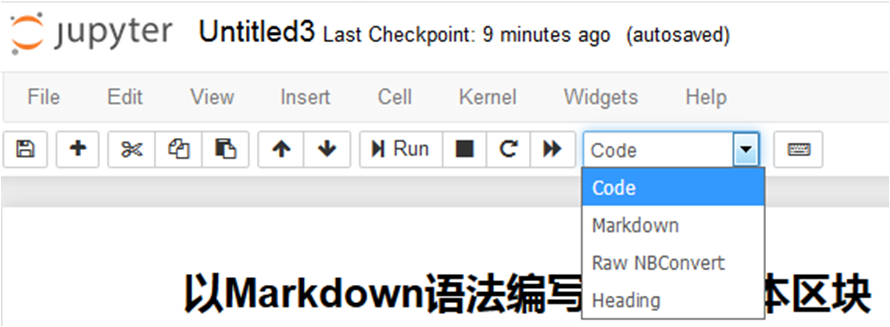 jupyter Untitled3 Last Checkpoint: 9 minutes ago (autosaved)
File Edit View Insert Cell Kernel Widgets Help
Run Code
Code
Markdown
Raw NBConvert
Heading
以Markdown语法编写 本区块